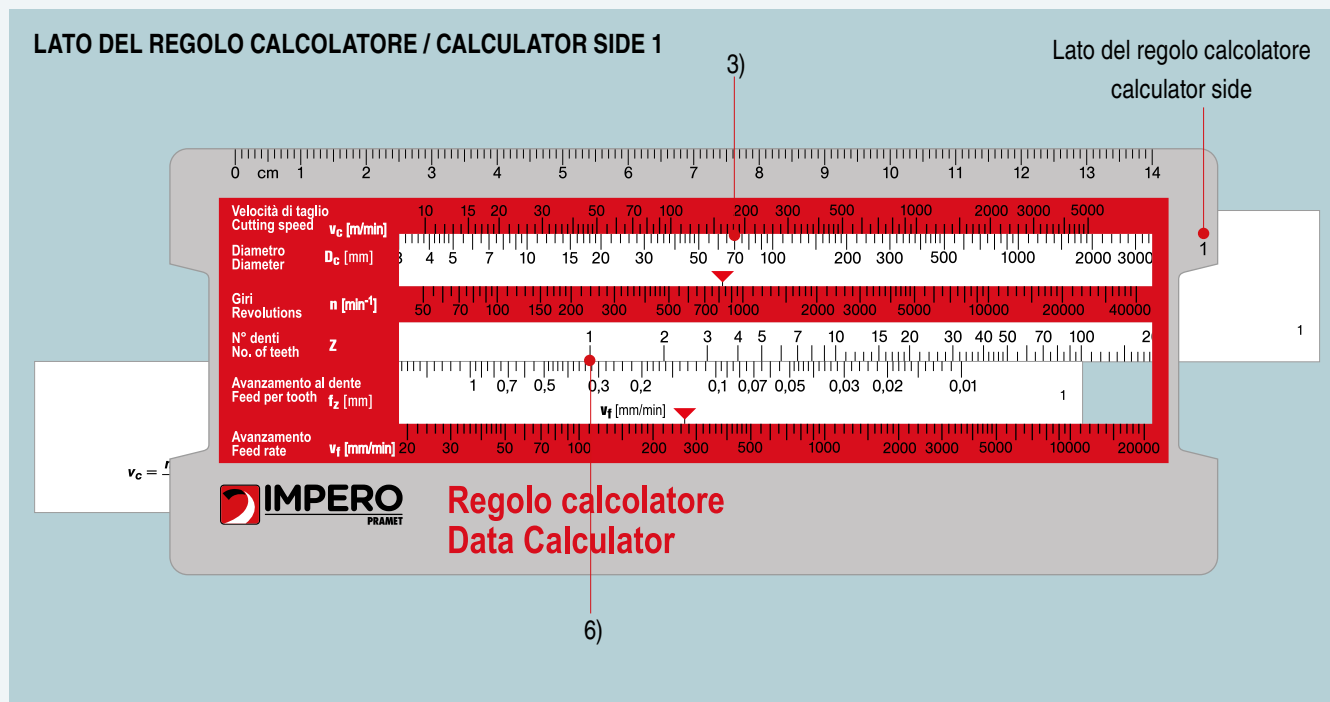 LATO DEL REGOLO CALCOLATORE / CALCULATOR SIDE 1
3)
Lato del regolo calcolatore
calculator side
0 cm 1 2 3 4 5 6 7 8 9 10 11 12 13 14
Velocità di taglio
Cutting speed vc [m/min]
10 15 20 30 50 70 100 200 300 500 1000 2000 3000 5000
1
Diametro
Diameter Dc [mm]
3 4 5 7 10 15 20 30 50 70 100 200 300 500 1000 2000 3000
Giri
Revolutions n [min-1]
50 70 100 150 200 300 500 700 1000 2000 3000 5000 10000 20000 40000
N° denti
No. of teeth Z
1 2 3 4 5 7 10 15 20 30 40 50 70 100
1
Avanzamento al dente
Feed per tooth fz [mm]
1 0,7 0,5 0,3 0,2 0,1 0,07 0,05 0,03 0,02 0,01
1
vf [mm/min]
Avanzamento
Feed rate vf [mm/min]
20 30 50 70 100 200 300 500 1000 2000 3000 5000 10000 20000
vc =
IMPERO
PRAMET
Regolo calcolatore
Data Calculator
6)